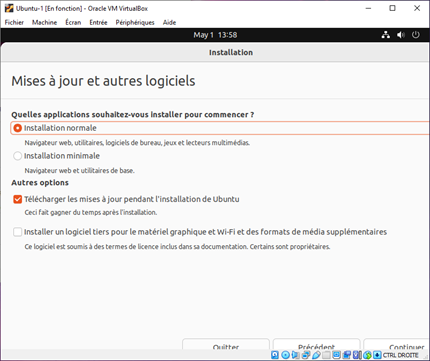 Ubuntu-1 [En fonction] - Oracle VM VirtualBox
Fichier Machine Écran Entrée Périphériques Aide
May 1 13:58
Installation
Mises à jour et autres logiciels
Quelles applications souhaitez-vous installer pour commencer ?
Installation normale
Navigateur web, utilitaires, logiciels de bureau, jeux et lecteurs multimédias.
Installation minimale
Navigateur web et utilitaires de base.
Autres options
Télécharger les mises à jour pendant l'installation de Ubuntu
Ceci fait gagner du temps après l'installation.
Installer un logiciel tiers pour le matériel graphique et Wi-Fi et des formats de média supplémentaires
Ce logiciel est soumis à des termes de licence inclus dans sa documentation. Certains sont propriétaires.
Quitter Précédent Continuer
CTRL DROITE